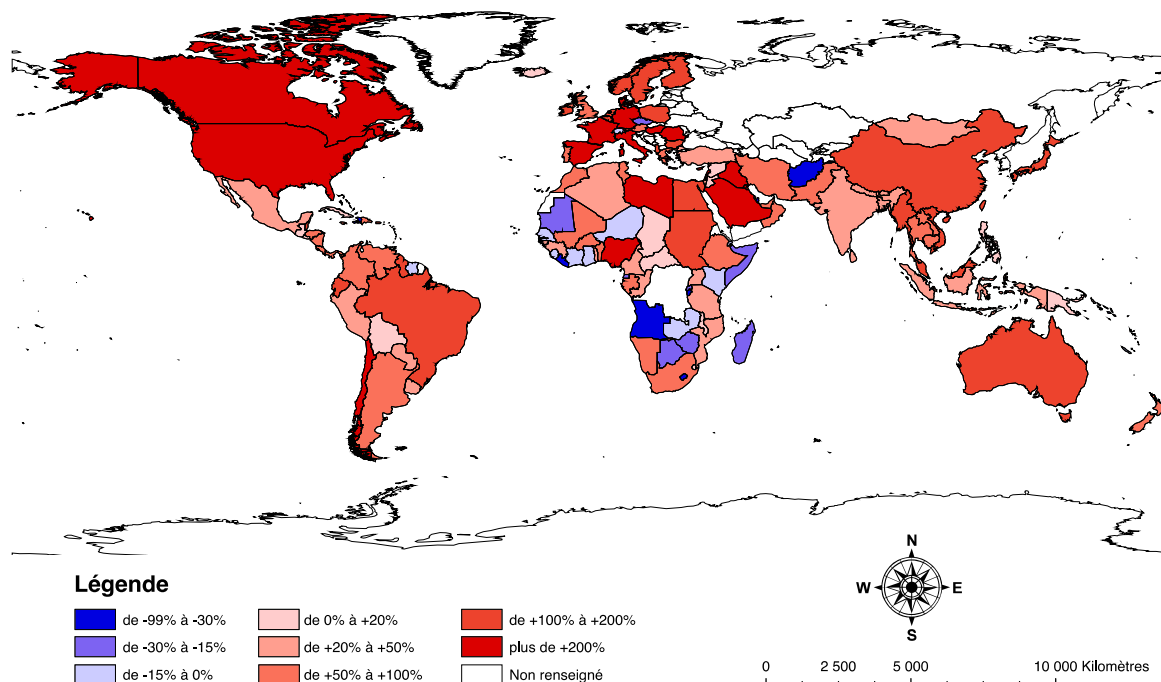 N
W E
S
Légende
de -99% à -30%
de -30% à -15%
de -15% à 0%
de 0% à +20%
de +20% à +50%
de +50% à +100%
de +100% à +200%
plus de +200%
Non renseigné
0 2 500 5 000 10 000 Kilomètres